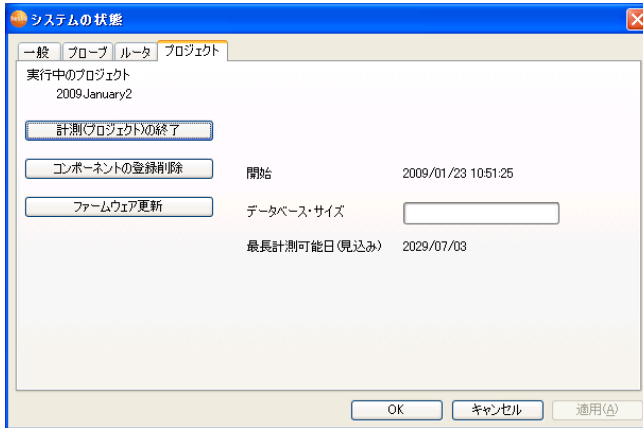 システムの状態
一般 プローブ ルータ プロジェクト
実行中のプロジェクト
2009January2
計測(プロジェクト)の終了
コンポーネントの登録削除
開始 2009/01/23 10:51:25
ファームウェア更新
データベース・サイズ
最長計測可能日(見込み) 2029/07/03
OK キャンセル 適用(A)